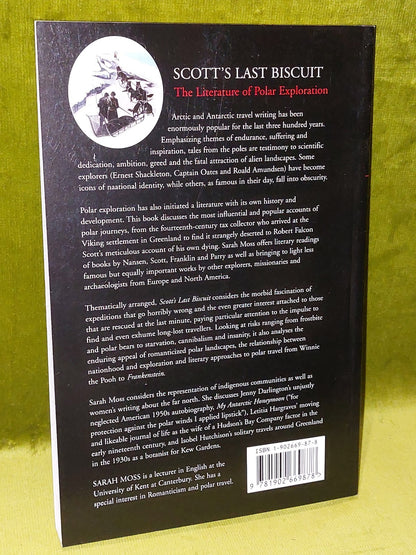 SCOTT'S LAST BISCUIT
The Literature of Polar Exploration
Arctic and Antarctic travel writing has been
enormously popular for the last three hundred years.
Emphasizing themes of endurance, suffering and
inspiration, tales from the poles are testimony to scientific
dedication, ambition, greed and the fatal attraction of alien landscapes. Some
explorers (Ernest Shackleton, Captain Oates and Roald Amundsen) have become
icons of naational identity, while others, as famous in their day, fall into obscurity.
Polar exploration has also initiated a literature with its own history and
development. This book discusses the most influential and popular accounts of
polar journeys, from the fourteenth-century tax collector who arrived at the
Viking settlement in Greenland to find it strangely deserted to Robert Falcon
Scott's meticulous account of his own dying. Sarah Moss offers literary readings
of books by Nansen, Scott, Franklin and Parry as well as bringing to light less
famous but equally important works by other explorers, missionaries and
archaeologists from Europe and North America.
Thematically arranged, Scott's Last Biscuit considers the morbid fascination of
expeditions that go horribly wrong and the even greater interest attached to those
that are rescued at the last minute, paying particular attention to the impulse to
find and even exhume long-lost travellers. Looking at risks ranging from frostbite
and polar bears to starvation, cannibalism and insanity, it also analyses the
enduring appeal of romanticized polar landscapes, the relationship between
nationhood and exploration and literary approaches to polar travel from Winnie
the Pooh to Frankenstein.
Sarah Moss considers the representation of indigenous communities as well as
women's writing about the far north. She discusses Jenny Darlington's unjustly
neglected American 1950s autobiography, My Antarctic Honeymoon ("for
protection against the polar winds I applied lipstick"), Letitia Hargraves' moving
and likeable journal of life as the wife of a Hudson's Bay Company factor in the
early nineteenth century, and Isobel Hutchison's solitary travels around Greenland
in the 1930s as a botanist for Kew Gardens.
SARAH MOSS is a lecturer in English at the
University of Kent at Canterbury. She has a
special interest in Romanticism and polar travel.
ISBN 1-902669-87-8
9 781902 669878